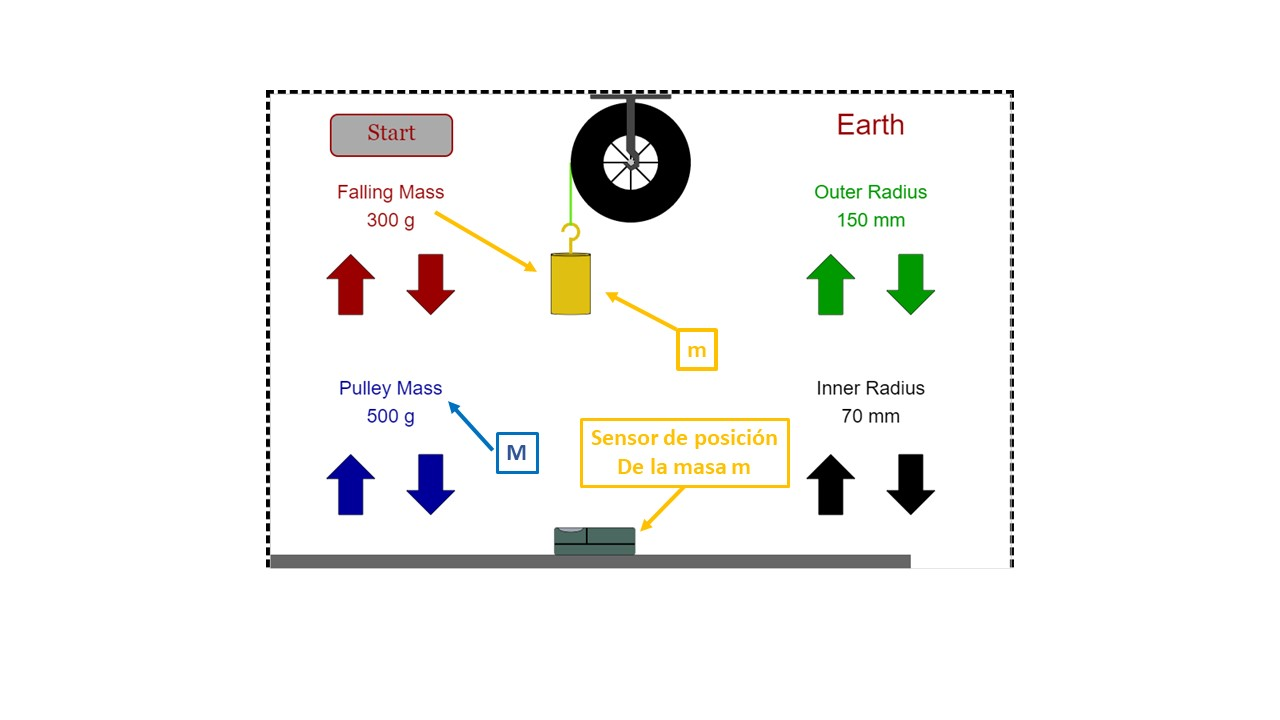 Start
Earth
Falling Mass
300 g
Outer Radius
150 mm
m
Pulley Mass
500 g
Inner Radius
70 mm
M
Sensor de posición
De la masa m